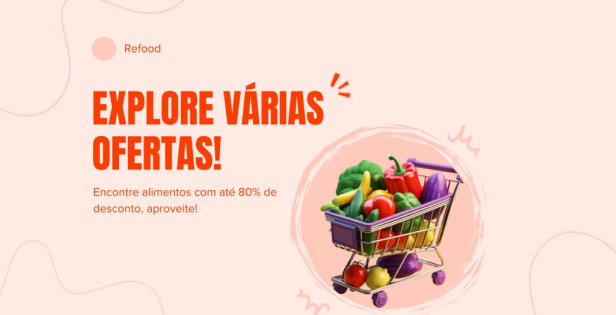 Refood
EXPLORE VÁRIAS
OFERTAS!
Encontre alimentos com até 80% de
desconto, aproveite!